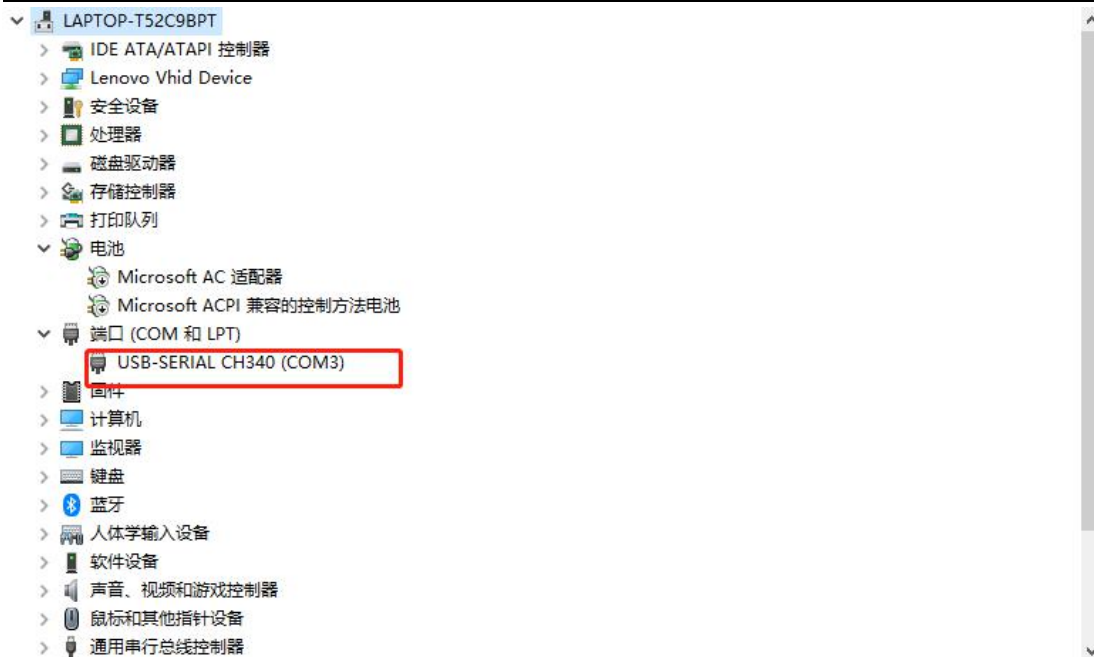 LAPTOP-T52C9BPT
IDE ATA/ATAPI 控制器
Lenovo Vhid Device
安全设备
处理器
磁盘驱动器
存储控制器
打印队列
电池
Microsoft AC 适配器
Microsoft ACPI 兼容的控制方法电池
端口 (COM 和 LPT)
USB-SERIAL CH340 (COM3)
固件
计算机
监视器
键盘
蓝牙
人体学输入设备
软件设备
声音、视频和游戏控制器
鼠标和其他指针设备
通用串行总线控制器